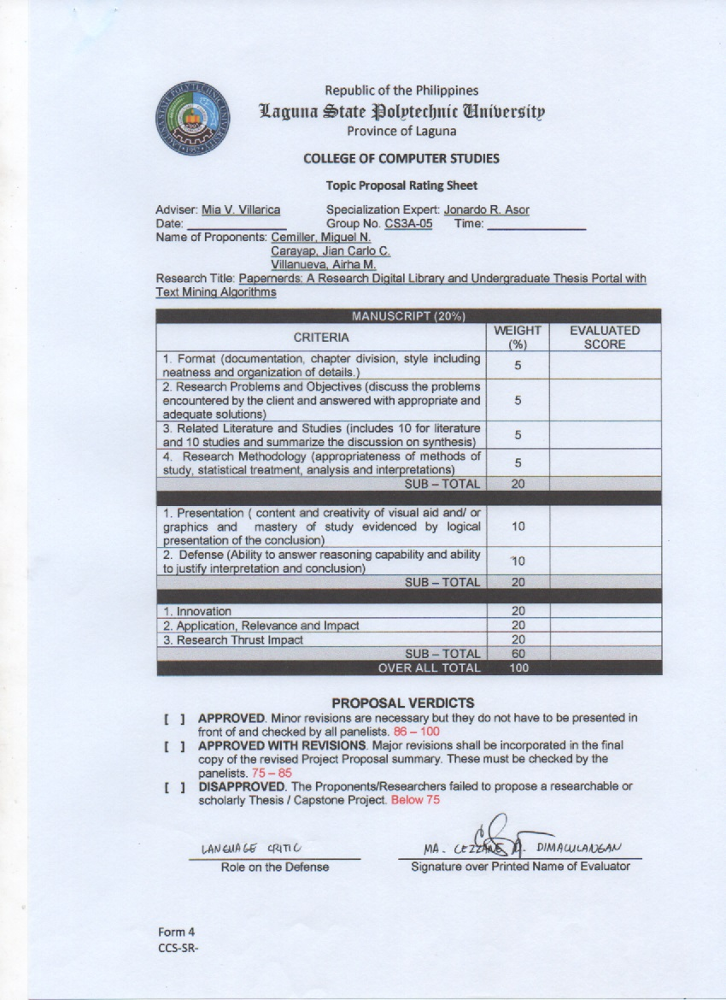 Republic of the Philippines
Laguna State Polytechnic University
Province of Laguna
COLLEGE OF COMPUTER STUDIES
Topic Proposal Rating Sheet
Adviser: Mia V. Villarica Specialization Expert: Jonardo R. Asor
Date: Group No. CS3A-05 Time:
Name of Proponents: Cemiller, Miguel N.
Carayap, Jian Carlo C.
Villanueva, Airha M.
Research Title: Papernerds: A Research Digital Library and Undergraduate Thesis Portal with
Text Mining Algorithms
MANUSCRIPT (20%)
CRITERIA WEIGHT (%) EVALUATED SCORE
1. Format (documentation, chapter division, style including
neatness and organization of details.) 5
2. Research Problems and Objectives (discuss the problems
encountered by the client and answered with appropriate and 5
adequate solutions)
3. Related Literature and Studies (includes 10 for literature
and 10 studies and summarize the discussion on synthesis) 5
4. Research Methodology (appropriateness of methods of
study, statistical treatment, analysis and interpretations) 5
SUB – TOTAL 20
1. Presentation ( content and creativity of visual aid and/ or
graphics and mastery of study evidenced by logical 10
presentation of the conclusion)
2. Defense (Ability to answer reasoning capability and ability
to justify interpretation and conclusion) 10
SUB – TOTAL 20
1. Innovation 20
2. Application, Relevance and Impact 20
3. Research Thrust Impact 20
SUB – TOTAL 60
OVER ALL TOTAL 100
PROPOSAL VERDICTS
[ ] APPROVED. Minor revisions are necessary but they do not have to be presented in
front of and checked by all panelists. 86 – 100
[ ] APPROVED WITH REVISIONS. Major revisions shall be incorporated in the final
copy of the revised Project Proposal summary. These must be checked by the
panelists. 75 – 85
[ ] DISAPPROVED. The Proponents/Researchers failed to propose a researchable or
scholarly Thesis / Capstone Project. Below 75
LANGUAGE CRITIC MA. CEZZANE D. DIMACULANGAN
Role on the Defense Signature over Printed Name of Evaluator
Form 4
CCS-SR-